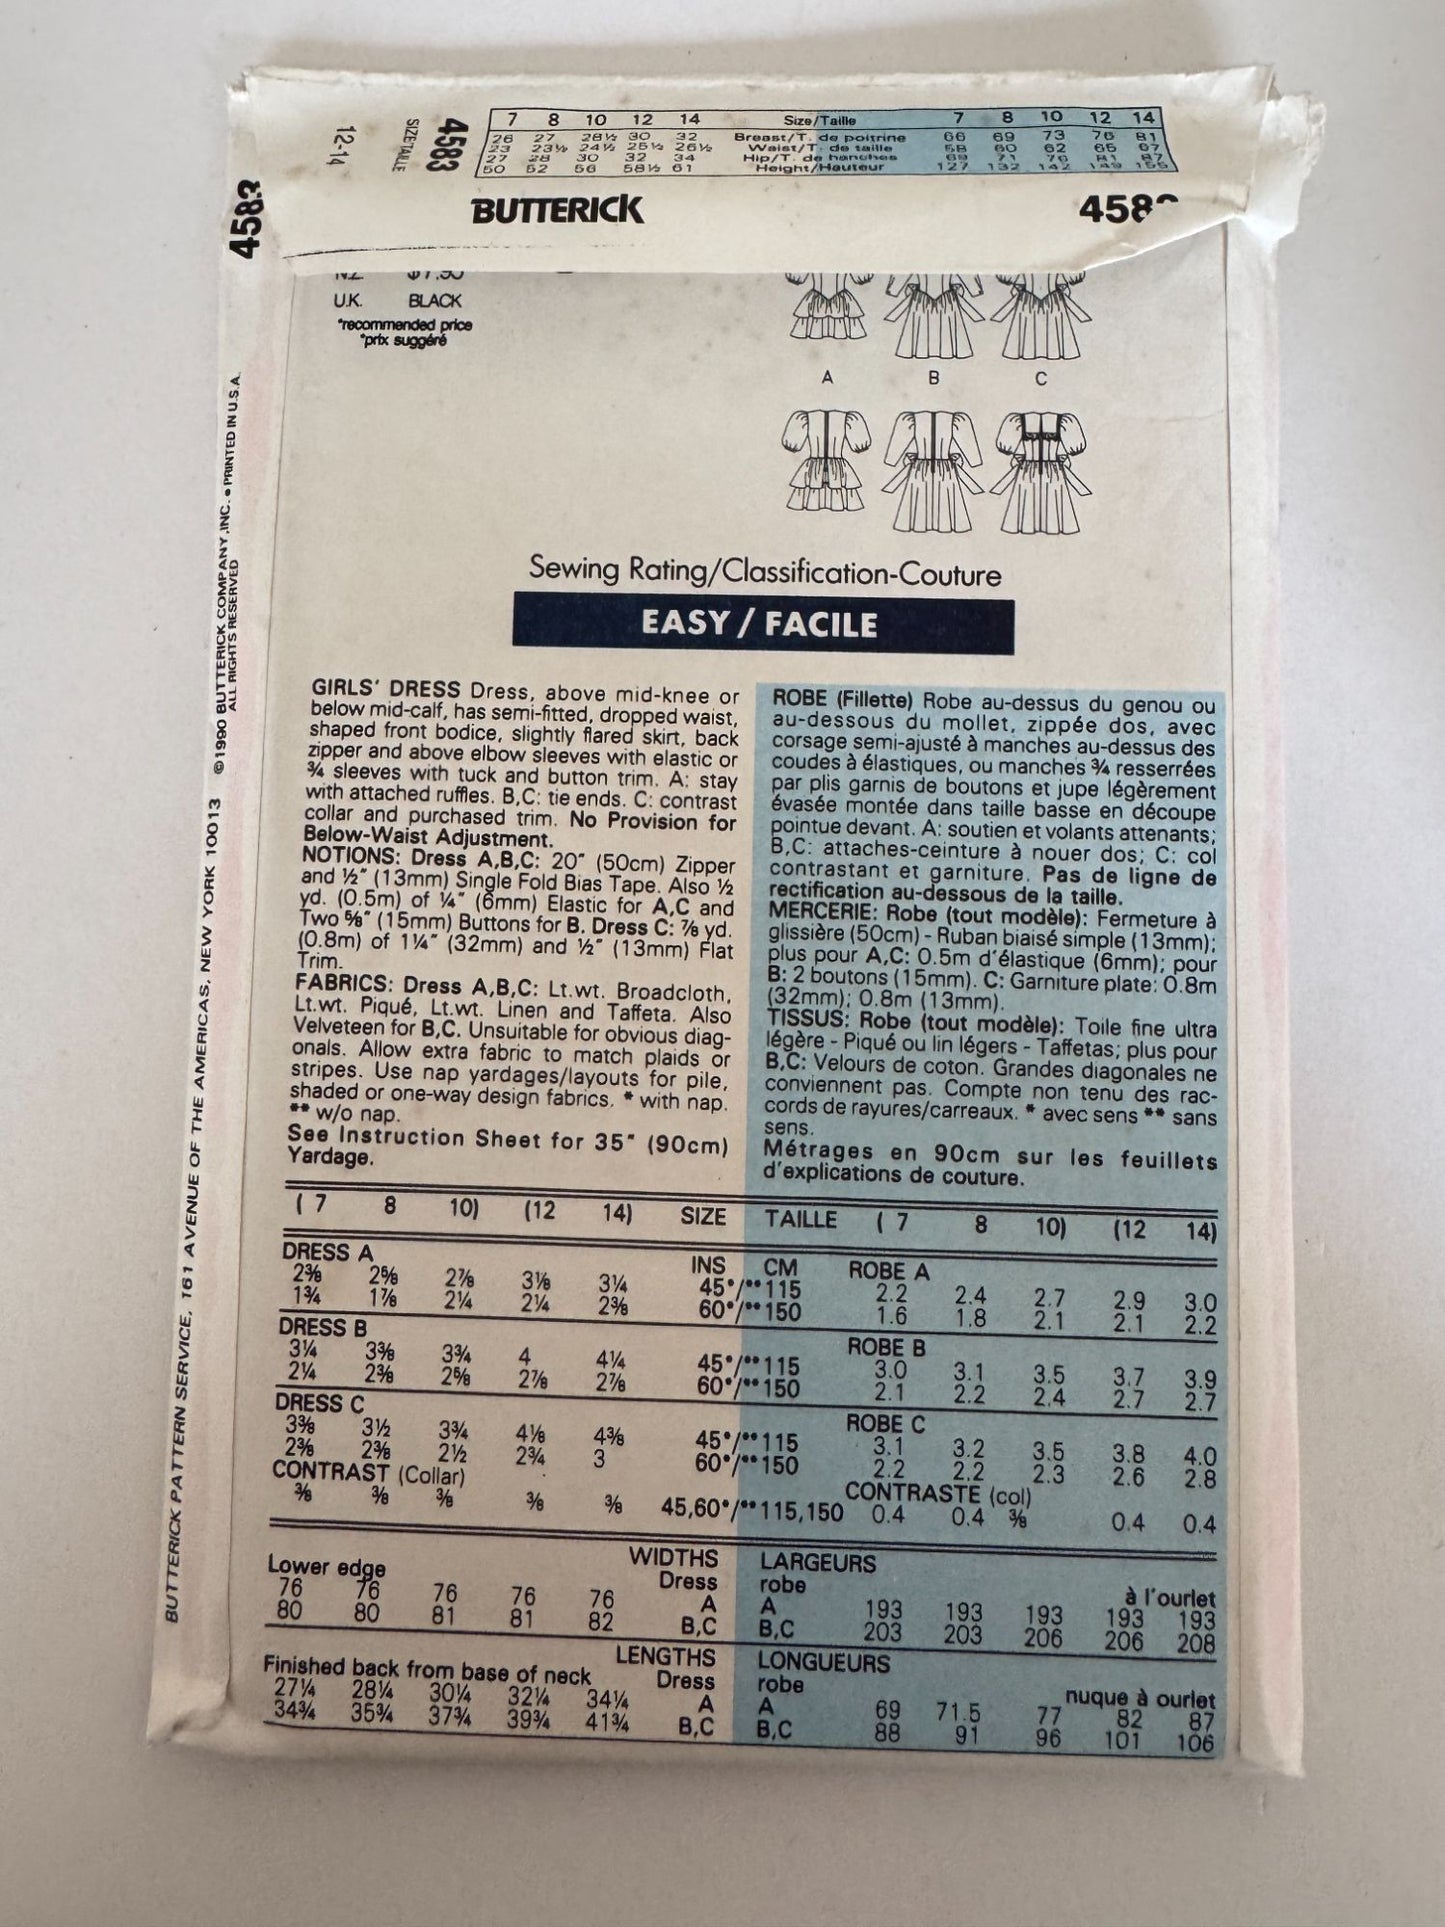 12-14
SIZE/TAILLE
4583
4583
7 8 10 12 14 Size/Taille 7 8 10 12 14
26 27 28½ 30 32 Breast/T. de poitrine 66 69 73 76 81
23 23½ 24½ 25½ 26½ Waist/T. de taille 58 60 62 65 67
27 28 30 32 34 Hip/T. de hanches 69 71 76 81 87
50 52 56 58½ 61 Height/Hauteur 127 132 142 149 155
BUTTERICK
N.Z. $7.95
U.K. BLACK
*recommended price
*prix suggéré
A B C
Sewing Rating/Classification-Couture
EASY / FACILE
GIRLS' DRESS Dress, above mid-knee or
below mid-calf, has semi-fitted, dropped waist,
shaped front bodice, slightly flared skirt, back
zipper and above elbow sleeves with elastic or
¾ sleeves with tuck and button trim. A: stay
with attached ruffles. B,C: tie ends. C: contrast
collar and purchased trim. No Provision for
Below-Waist Adjustment.
NOTIONS: Dress A,B,C: 20" (50cm) Zipper
and ½" (13mm) Single Fold Bias Tape. Also ½
yd. (0.5m) of ¼" (6mm) Elastic for A,C and
Two ⅝" (15mm) Buttons for B. Dress C: ⅞ yd.
(0.8m) of 1¼" (32mm) and ½" (13mm) Flat
Trim.
FABRICS: Dress A,B,C: Lt.wt. Broadcloth,
Lt.wt. Piqué, Lt.wt. Linen and Taffeta. Also
Velveteen for B,C. Unsuitable for obvious diag-
onals. Allow extra fabric to match plaids or
stripes. Use nap yardages/layouts for pile,
shaded or one-way design fabrics. * with nap.
** w/o nap.
See Instruction Sheet for 35" (90cm)
Yardage.
ROBE (Fillette) Robe au-dessus du genou ou
au-dessous du mollet, zippée dos, avec
corsage semi-ajusté à manches au-dessus des
coudes à élastiques, ou manches ¾ resserrées
par plis garnis de boutons et jupe légèrement
évasée montée dans taille basse en découpe
pointue devant. A: soutien et volants attenants;
B,C: attaches-ceinture à nouer dos; C: col
contrastant et garniture. Pas de ligne de
rectification au-dessous de la taille.
MERCERIE: Robe (tout modèle): Fermeture à
glissière (50cm) - Ruban biaisé simple (13mm);
plus pour A,C: 0.5m d'élastique (6mm); pour
B: 2 boutons (15mm). C: Garniture plate: 0.8m
(32mm); 0.8m (13mm).
TISSUS: Robe (tout modèle): Toile fine ultra
légère - Piqué ou lin légers - Taffetas; plus pour
B,C: Velours de coton. Grandes diagonales ne
conviennent pas. Compte non tenu des rac-
cords de rayures/carreaux. * avec sens ** sans
sens.
Métrages en 90cm sur les feuillets
d'explications de couture.
( 7 8 10) (12 14) SIZE TAILLE ( 7 8 10) (12 14)
DRESS A INS CM ROBE A
2⅜ 2⅝ 2⅞ 3⅛ 3¼ 45*/**115 2.2 2.4 2.7 2.9 3.0
1¾ 1⅞ 2¼ 2¼ 2⅜ 60*/**150 1.6 1.8 2.1 2.1 2.2
DRESS B ROBE B
3¼ 3⅜ 3¾ 4 4¼ 45*/**115 3.0 3.1 3.5 3.7 3.9
2¼ 2⅜ 2⅝ 2⅞ 2⅞ 60*/**150 2.1 2.2 2.4 2.7 2.7
DRESS C ROBE C
3⅜ 3½ 3¾ 4⅛ 4⅜ 45*/**115 3.1 3.2 3.5 3.8 4.0
2⅜ 2⅜ 2½ 2¾ 3 60*/**150 2.2 2.2 2.3 2.6 2.8
CONTRAST (Collar) CONTRASTE (col)
⅜ ⅜ ⅜ ⅜ ⅜ 45,60*/**115,150 0.4 0.4 ⅜ 0.4 0.4
WIDTHS LARGEURS
Lower edge Dress robe à l'ourlet
76 76 76 76 76 A A 193 193 193 193 193
80 80 81 81 82 B,C B,C 203 203 206 206 208
LENGTHS LONGUEURS
Finished back from base of neck Dress robe nuque à ourlet
27¼ 28¼ 30¼ 32¼ 34¼ A A 69 71.5 77 82 87
34¾ 35¾ 37¾ 39¾ 41¾ B,C B,C 88 91 96 101 106
BUTTERICK PATTERN SERVICE, 161 AVENUE OF THE AMERICAS, NEW YORK 10013 ©1990 BUTTERICK COMPANY, INC. • PRINTED IN U.S.A.
ALL RIGHTS RESERVED